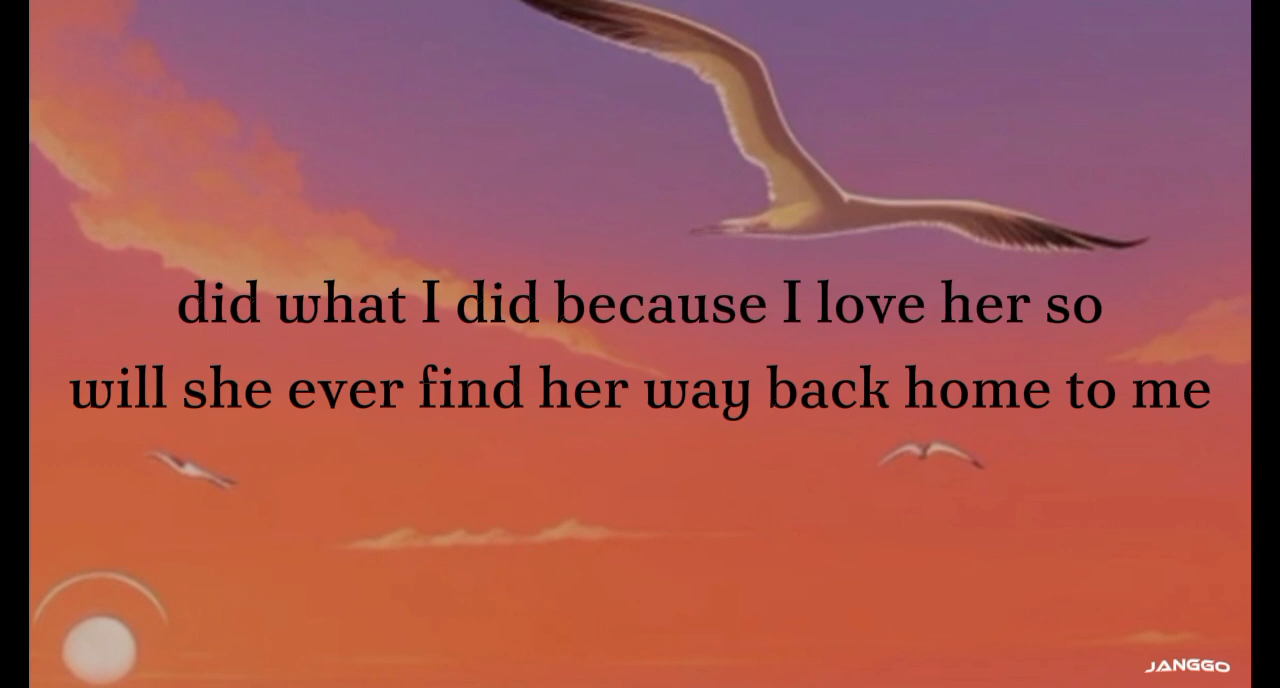 did what I did because I love her so
will she ever find her way back home to me
JANGGO